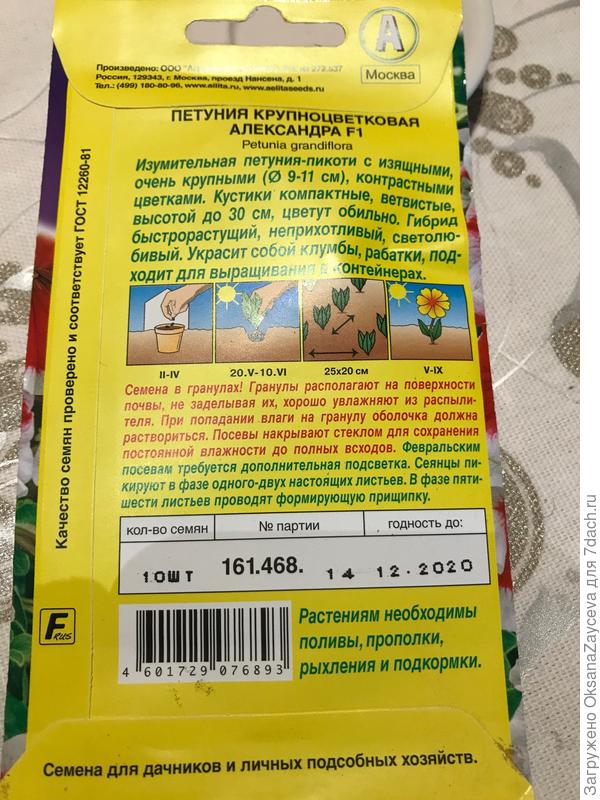 Произведено: ООО
Россия, 129343, г. Москва, проезд Нансена, д. 1
Тел.: (499) 180-80-96, www.ailita.ru, www.aelitaseeds.ru
А
Москва
ПЕТУНИЯ КРУПНОЦВЕТКОВАЯ
АЛЕКСАНДРА F1
Petunia grandiflora
Изумительная петуния-пикоти с изящными,
очень крупными (Ø 9-11 см), контрастными
цветками. Кустики компактные, ветвистые,
высотой до 30 см, цветут обильно. Гибрид
быстрорастущий, неприхотливый, светолю-
бивый. Украсит собой клумбы, рабатки, под-
ходит для выращивания в контейнерах.
II-IV
20.V-10.VI
25х20 см
V-IX
Семена в гранулах! Гранулы располагают на поверхности
почвы, не заделывая их, хорошо увлажняют из распыли-
теля. При попадании влаги на гранулу оболочка должна
раствориться. Посевы накрывают стеклом для сохранения
постоянной влажности до полных всходов. Февральским
посевам требуется дополнительная подсветка. Сеянцы пи-
кируют в фазе одного-двух настоящих листьев. В фазе пяти-
шести листьев проводят формирующую прищипку.
кол-во семян
№ партии
годность до:
10шт
161.468.
14 12.2020
F RUS
4 601729 076893
Растениям необходимы
поливы, прополки,
рыхления и подкормки.
Семена для дачников и личных подсобных хозяйств.
Качество семян проверено и соответствует ГОСТ 12260-81
Загружено OksanaZayceva для 7dach.ru